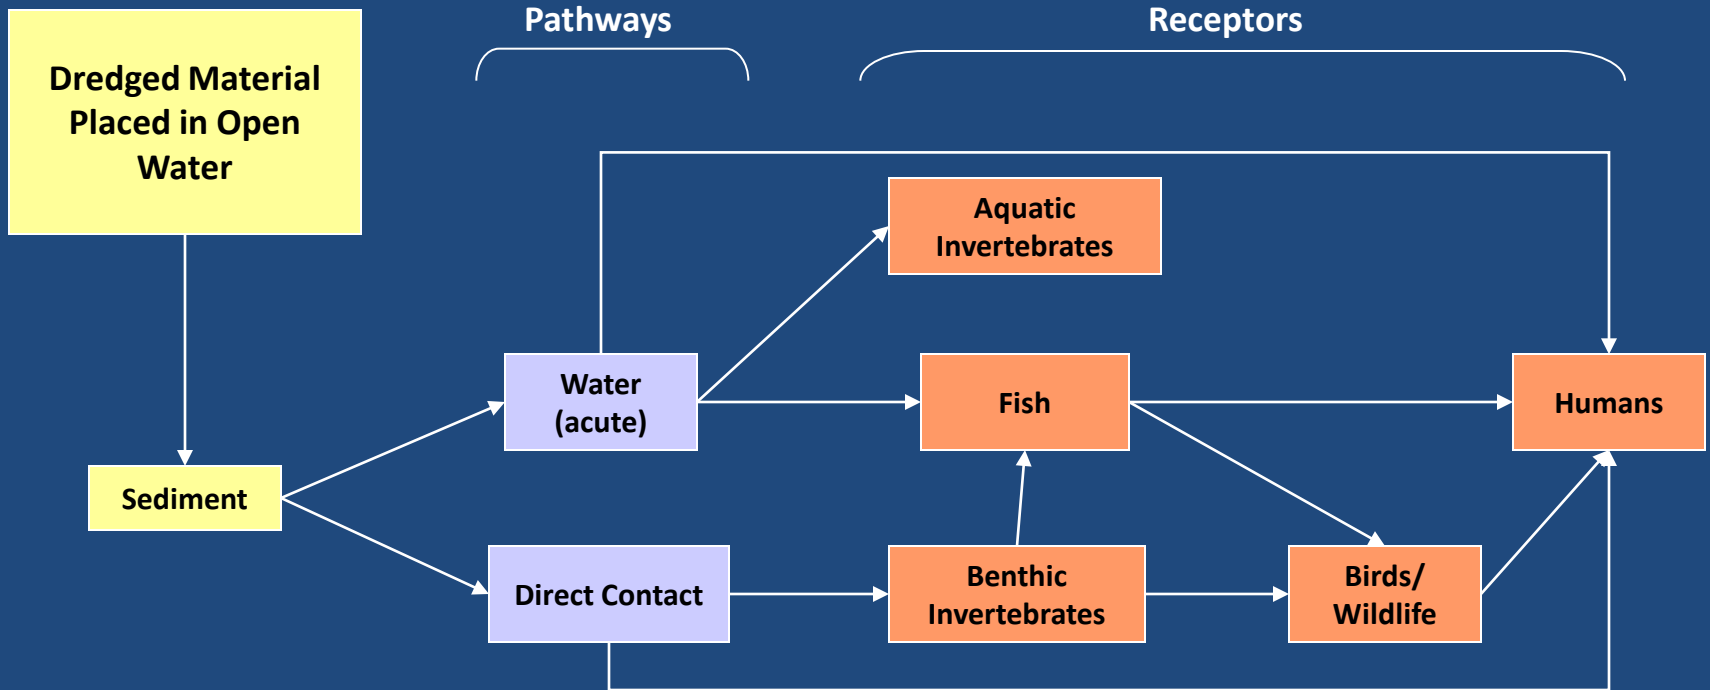 Pathways
Receptors
Dredged Material
Placed in Open
Water
Aquatic
Invertebrates
Water
(acute)
Fish
Humans
Sediment
Direct Contact
Benthic
Invertebrates
Birds/
Wildlife